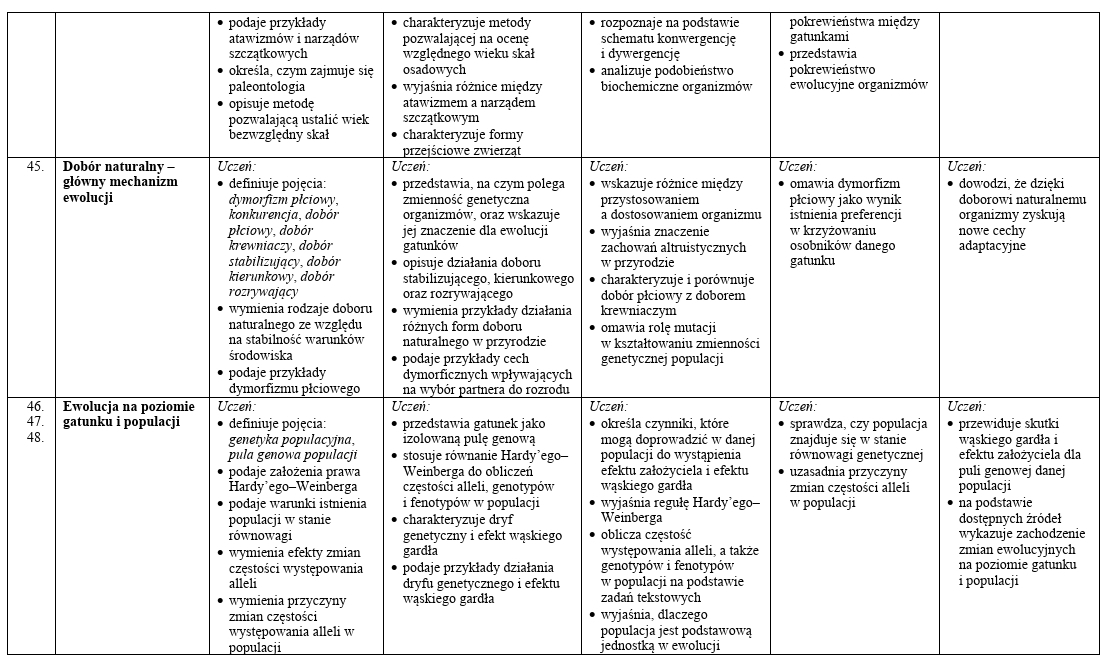 • podaje przykłady
atawizmów i narządów
szczątkowych
• określa, czym zajmuje się
paleontologia
• opisuje metodę
pozwalającą ustalić wiek
bezwzględny skał
• charakteryzuje metody
pozwalającej na ocenę
względnego wieku skał
osadowych
• wyjaśnia różnice między
atawizmem a narządem
szczątkowym
• charakteryzuje formy
przejściowe zwierząt
• rozpoznaje na podstawie
schematu konwergencję
i dywergencję
• analizuje podobieństwo
biochemiczne organizmów
pokrewieństwa między
gatunkami
• przedstawia
pokrewieństwo
ewolucyjne organizmów
45.
Dobór naturalny –
główny mechanizm
ewolucji
Uczeń:
• definiuje pojęcia:
dymorfizm płciowy,
konkurencja, dobór
płciowy, dobór
krewniaczy, dobór
stabilizujący, dobór
kierunkowy, dobór
rozrywający
• wymienia rodzaje doboru
naturalnego ze względu
na stabilność warunków
środowiska
• podaje przykłady
dymorfizmu płciowego
Uczeń:
• przedstawia, na czym polega
zmienność genetyczna
organizmów, oraz wskazuje
jej znaczenie dla ewolucji
gatunków
• opisuje działania doboru
stabilizującego, kierunkowego
oraz rozrywającego
• wymienia przykłady działania
różnych form doboru
naturalnego w przyrodzie
• podaje przykłady cech
dymorficznych wpływających
na wybór partnera do rozrodu
Uczeń:
• wskazuje różnice między
przystosowaniem
a dostosowaniem organizmu
• wyjaśnia znaczenie
zachowań altruistycznych
w przyrodzie
• charakteryzuje i porównuje
dobór płciowy z doborem
krewniaczym
• omawia rolę mutacji
w kształtowaniu zmienności
genetycznej populacji
Uczeń:
• omawia dymorfizm
płciowy jako wynik
istnienia preferencji
w krzyżowaniu
osobników danego
gatunku
Uczeń:
• dowodzi, że dzięki
doborowi naturalnemu
organizmy zyskują
nowe cechy
adaptacyjne
46.
47.
48.
Ewolucja na poziomie
gatunku i populacji
Uczeń:
• definiuje pojęcia:
genetyka populacyjna,
pula genowa populacji
• podaje założenia prawa
Hardy’ego–Weinberga
• podaje warunki istnienia
populacji w stanie
równowagi
• wymienia efekty zmian
częstości występowania
alleli
• wymienia przyczyny
zmian częstości
występowania alleli w
populacji
Uczeń:
• przedstawia gatunek jako
izolowaną pulę genową
• stosuje równanie Hardy’ego–
Weinberga do obliczeń
częstości alleli, genotypów
i fenotypów w populacji
• charakteryzuje dryf
genetyczny i efekt wąskiego
gardła
• podaje przykłady działania
dryfu genetycznego i efektu
wąskiego gardła
Uczeń:
• określa czynniki, które
mogą doprowadzić w danej
populacji do wystąpienia
efektu założyciela i efektu
wąskiego gardła
• wyjaśnia regułę Hardy’ego–
Weinberga
• oblicza częstość
występowania alleli, a także
genotypów i fenotypów
w populacji na podstawie
zadań tekstowych
• wyjaśnia, dlaczego
populacja jest podstawową
jednostką w ewolucji
Uczeń:
• sprawdza, czy populacja
znajduje się w stanie
równowagi genetycznej
• uzasadnia przyczyny
zmian częstości alleli
w populacji
Uczeń:
• przewiduje skutki
wąskiego gardła i
efektu założyciela dla
puli genowej danej
populacji
• na podstawie
dostępnych źródeł
wykazuje zachodzenie
zmian ewolucyjnych
na poziomie gatunku
i populacji